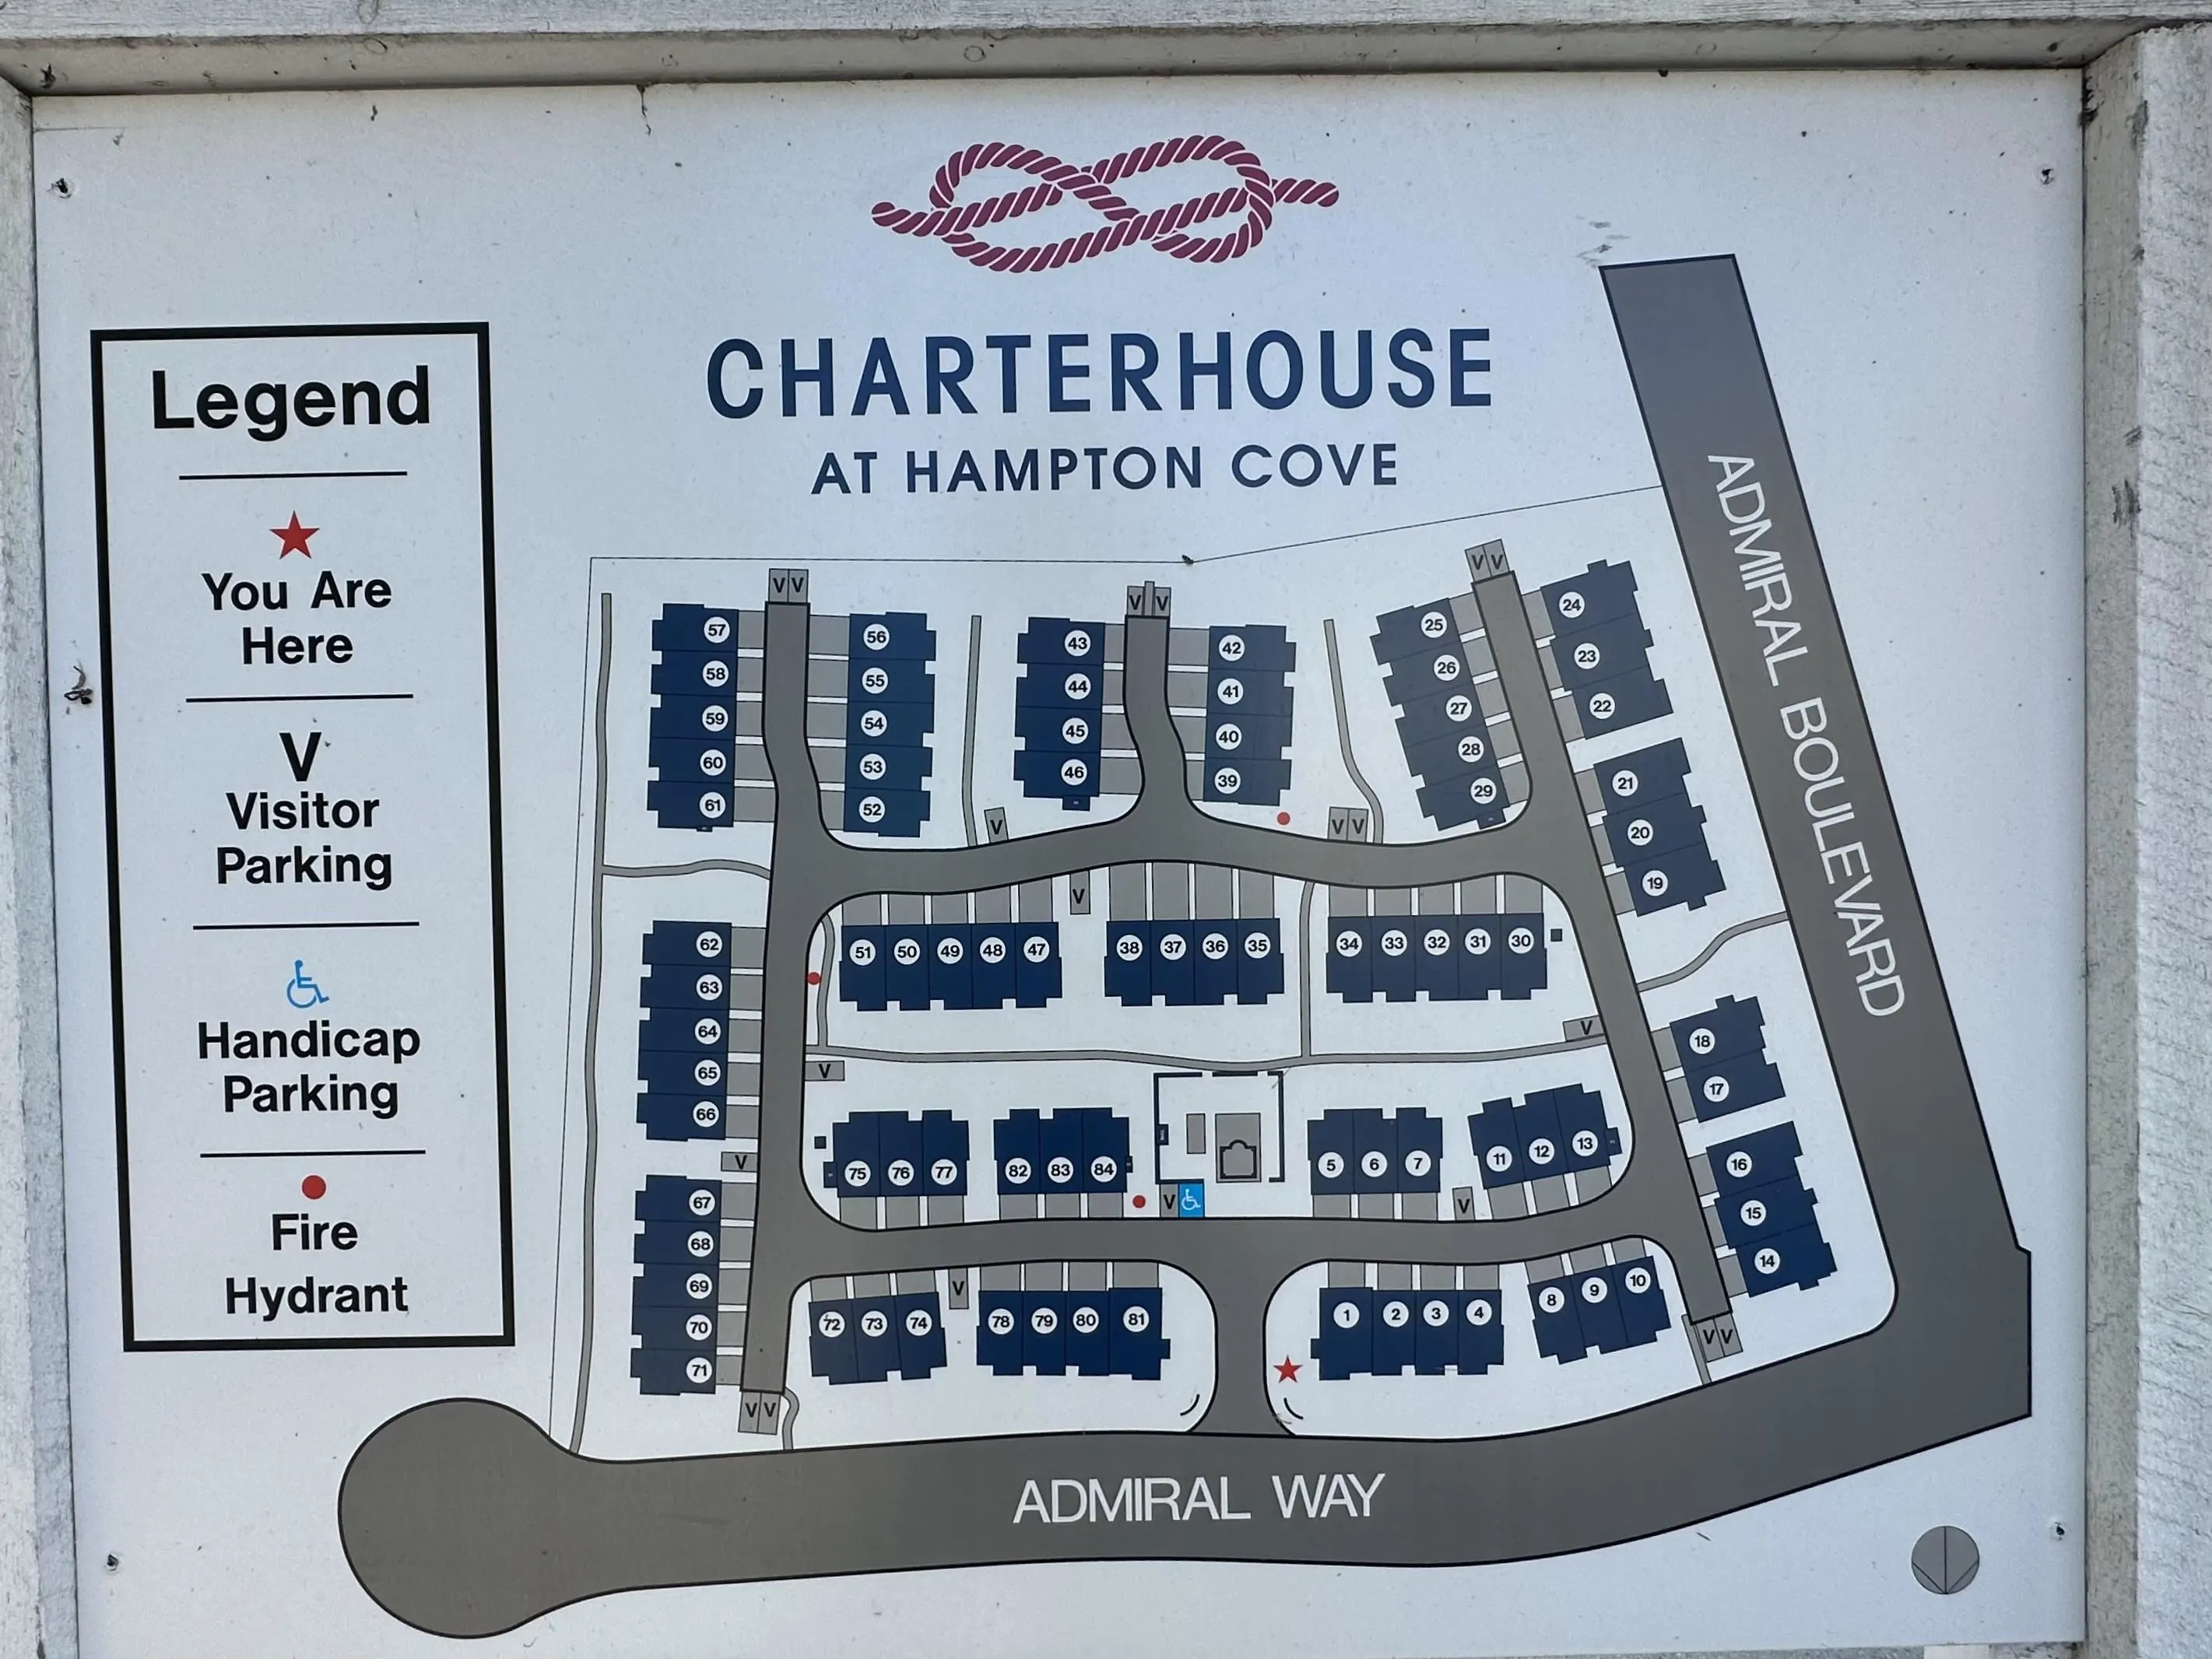 CHARTERHOUSE
AT HAMPTON COVE
Legend
You Are
Here
V
Visitor
Parking
Handicap
Parking
Fire
Hydrant
ADMIRAL BOULEVARD
V V
V V
V V
57
58
59
60
61
56
55
54
53
52
43
44
45
46
42
41
40
39
25
26
27
28
29
24
23
22
21
20
19
V
V V
V
51 50 49 48 47
38 37 36 35
34 33 32 31 30
62
63
64
65
66
V
V
18
17
75 76 77
82 83 84
5 6 7
11 12 13
V
V
V
16
15
14
67
68
69
70
71
72 73 74
V
78 79 80 81
1 2 3 4
8 9 10
V V
V V
ADMIRAL WAY